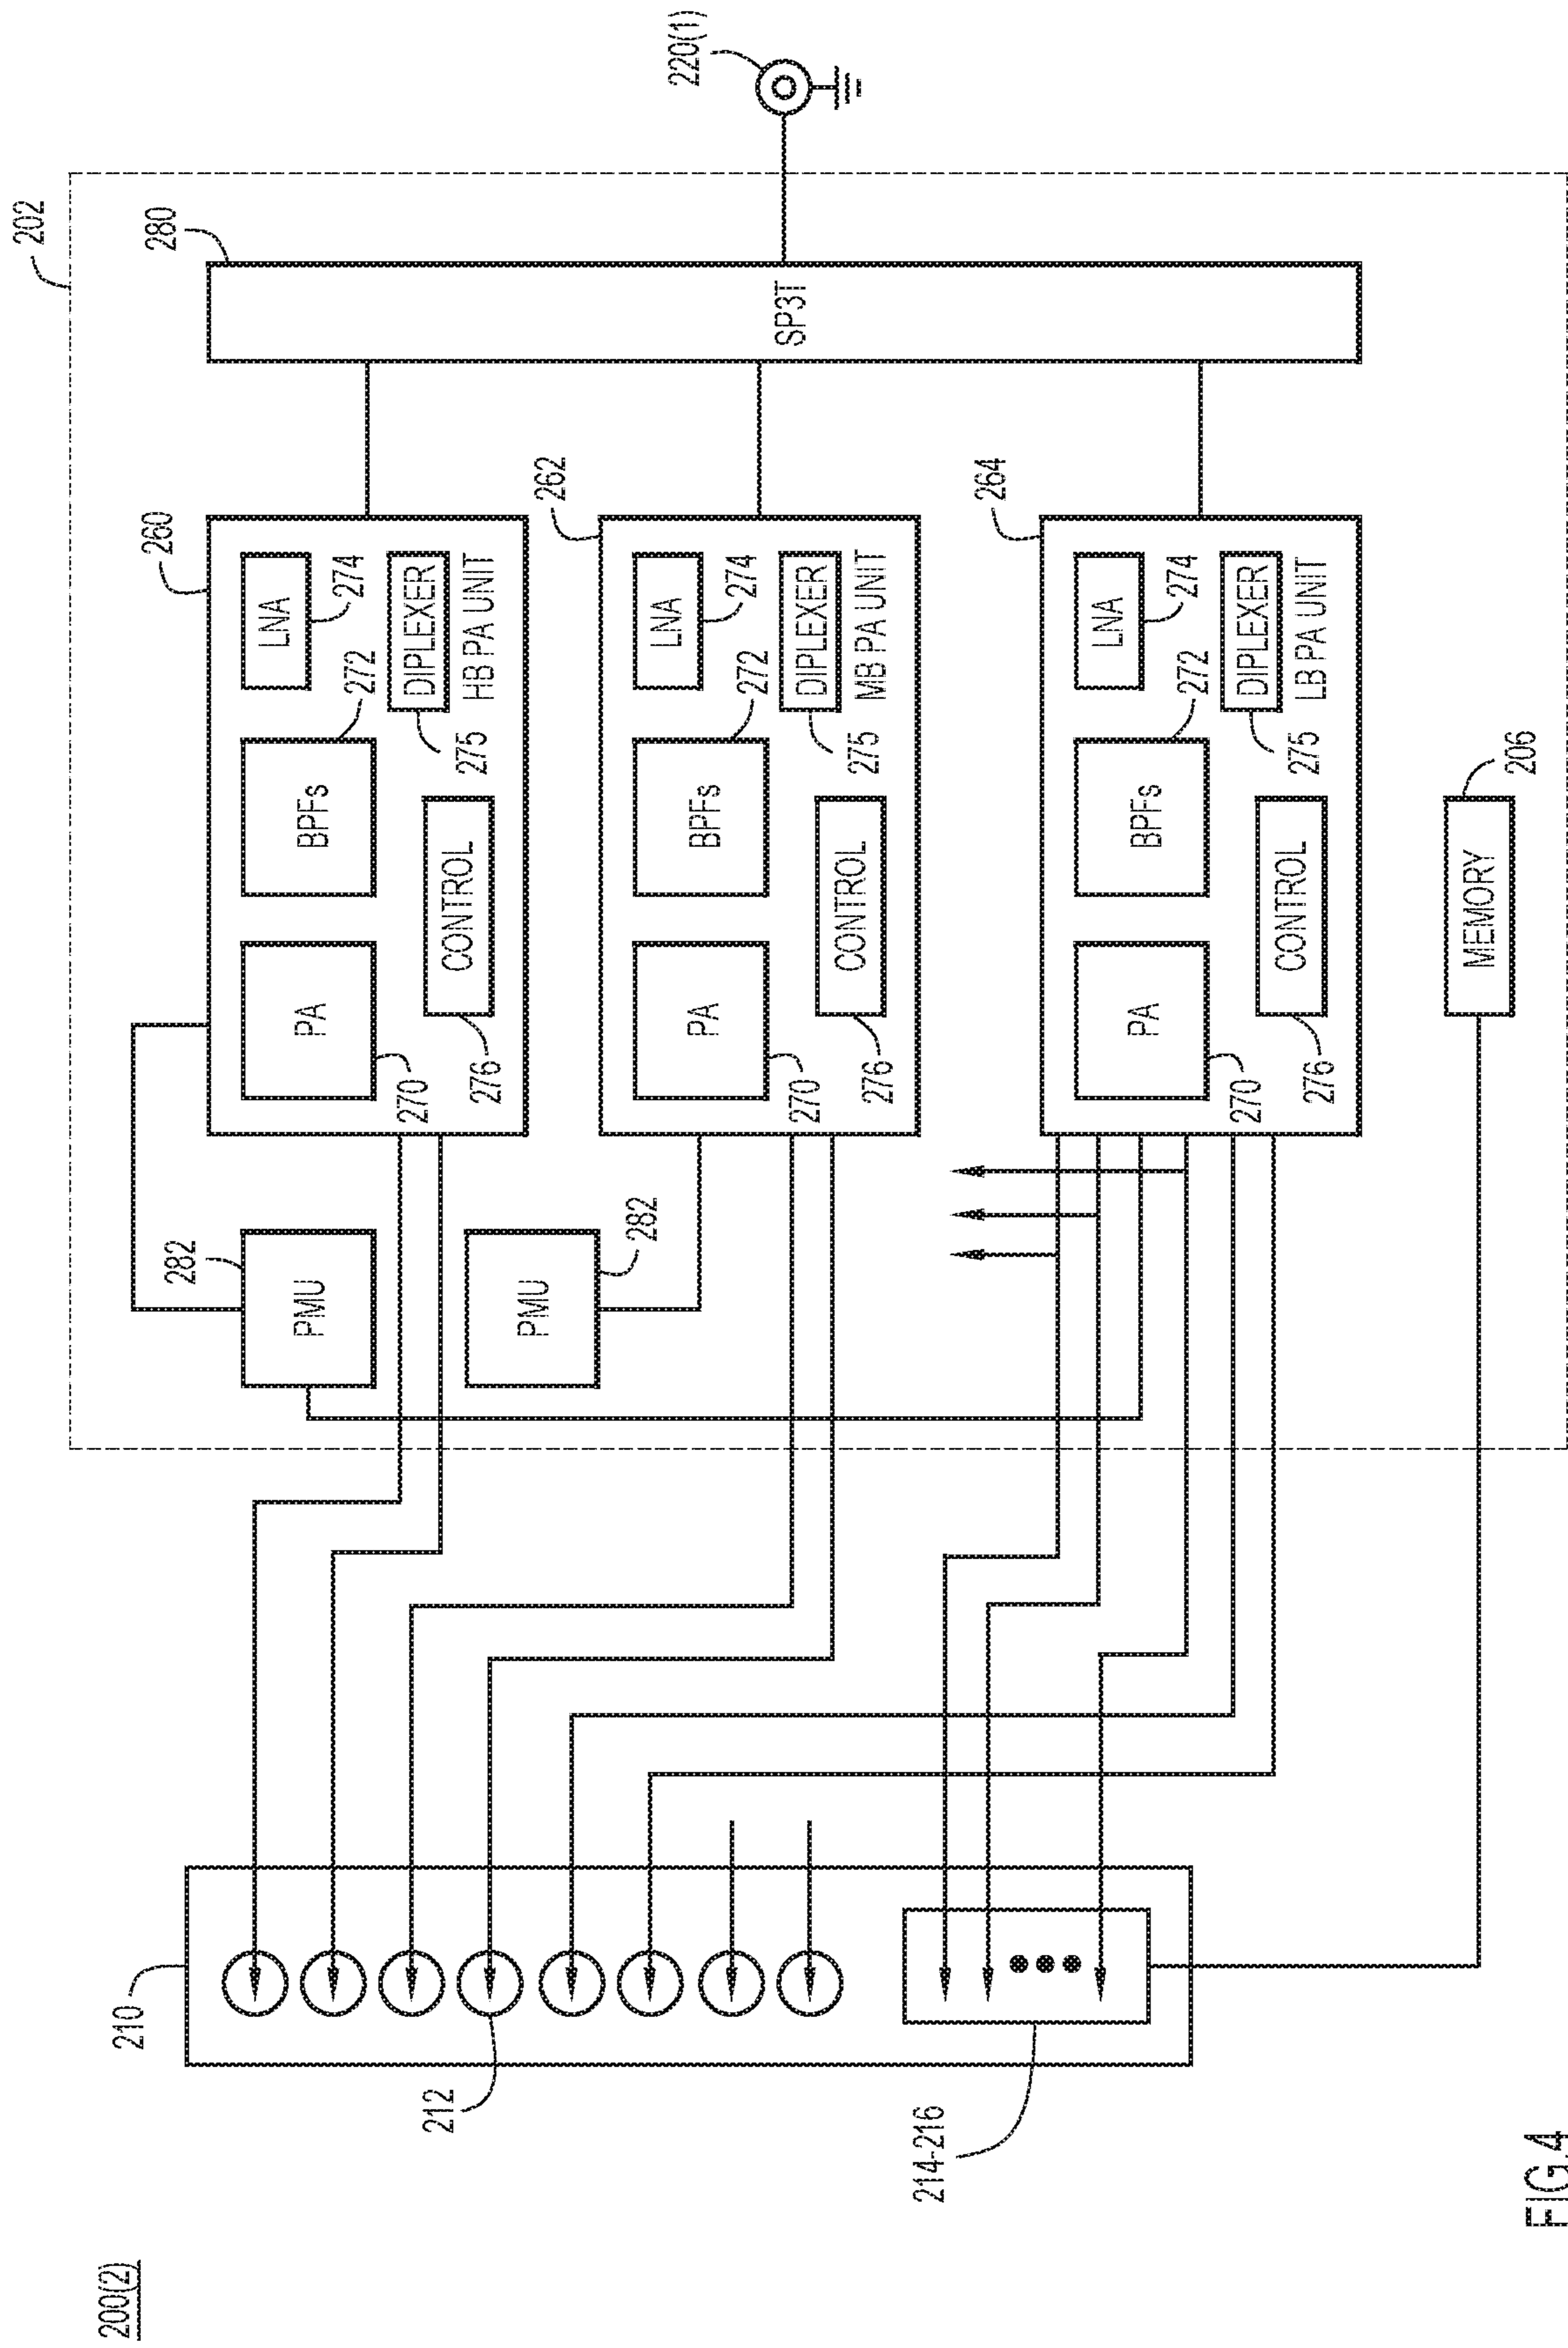 200(2)
210
212
214-216
202
282
PMU
PMU
282
260
PA
270
BPFs
272
LNA
274
CONTROL
276
DIPLEXER
275
HB PA UNIT
262
PA
270
BPFs
272
LNA
274
CONTROL
276
DIPLEXER
275
MB PA UNIT
264
PA
270
BPFs
272
LNA
274
CONTROL
276
DIPLEXER
275
LB PA UNIT
MEMORY
206
280
SP3T
220(1)
FIG.4